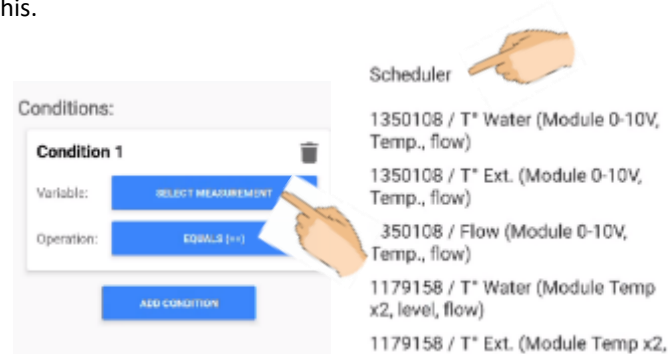 his.
Conditions:
Condition 1
Variable:
SELECT MEASUREMENT
Operation:
EQUALS (==)
ADD CONDITION
Scheduler
1350108 / T° Water (Module 0-10V,
Temp., flow)
1350108 / T° Ext. (Module 0-10V,
Temp., flow)
350108 / Flow (Module 0-10V,
Temp., flow)
1179158 / T° Water (Module Temp
x2, level, flow)
1179158 / T° Ext. (Module Temp x2,